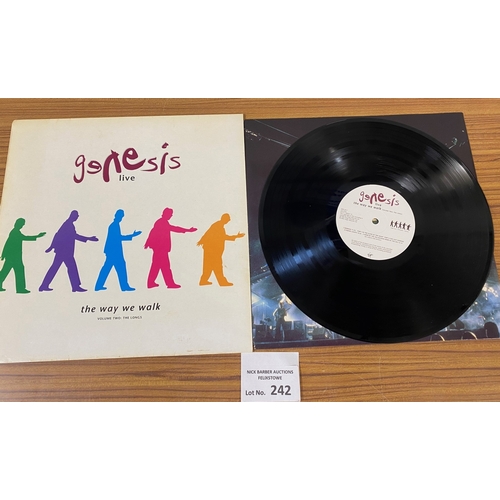 genesis
live
the way we walk
VOLUME TWO: THE LONGS
genesis
live
the way we walk
NICK BARBER AUCTIONS
FELIXSTOWE
Lot No. 242